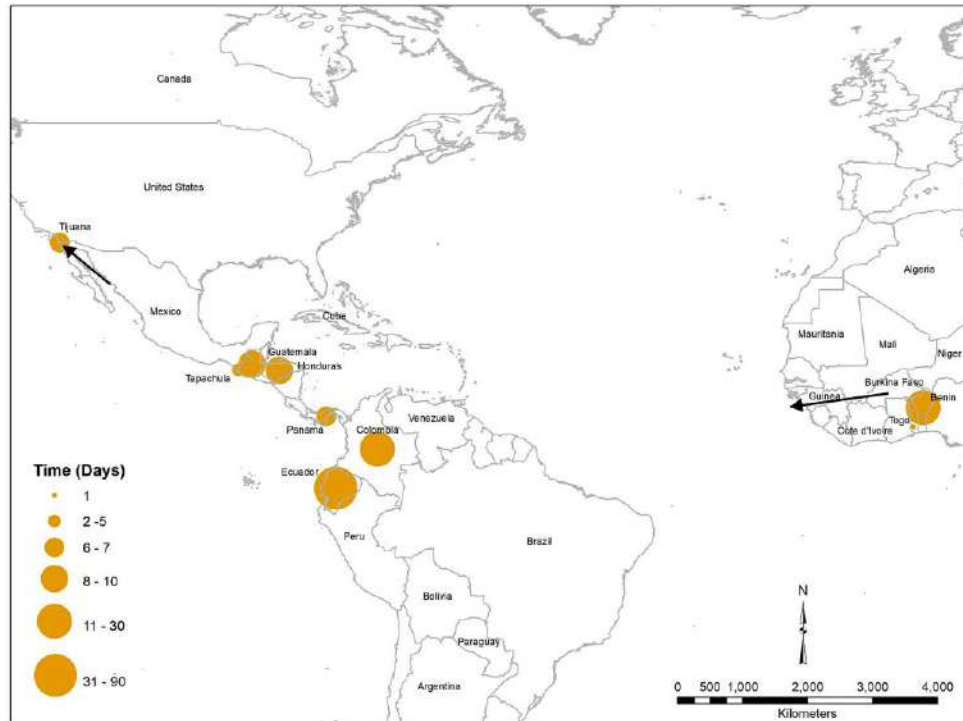 Canada
United States
Tijuana
Algeria
Mexico
Cuba
Mauritania
Mali
Niger
Guatemala
Honduras
Tapachula
Burkina Faso
Guinea
Benin
Togo
Cote d'Ivoire
Venezuela
Panama
Colombia
Ecuador
Peru
Brazil
Bolivia
Paraguay
Argentina
Time (Days)
1
2 -5
6 - 7
8 - 10
11 - 30
31 - 90
N
0 500 1,000 2,000 3,000 4,000
Kilometers